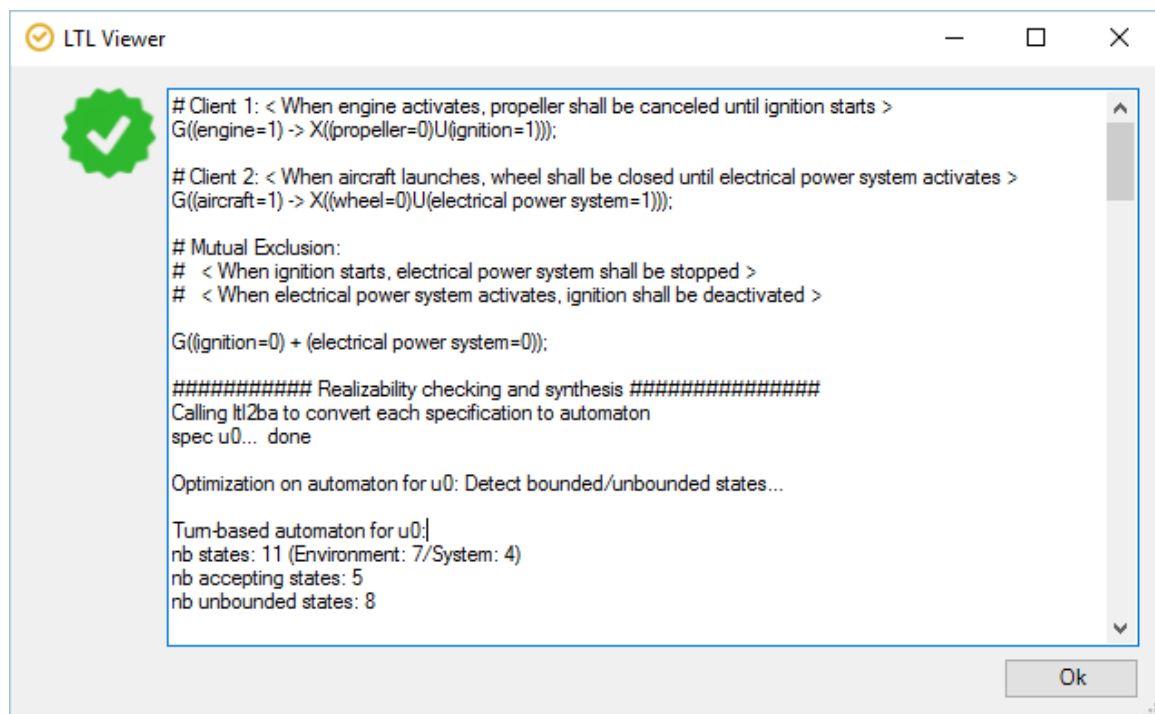 LTL Viewer
# Client 1: < When engine activates, propeller shall be canceled until ignition starts >
G((engine=1) -> X((propeller=0)U(ignition=1)));
# Client 2: < When aircraft launches, wheel shall be closed until electrical power system activates >
G((aircraft=1) -> X((wheel=0)U(electrical power system=1)));
# Mutual Exclusion:
#   < When ignition starts, electrical power system shall be stopped >
#   < When electrical power system activates, ignition shall be deactivated >
G((ignition=0) + (electrical power system=0));
########### Realizability checking and synthesis ###############
Calling ltl2ba to convert each specification to automaton
spec u0... done
Optimization on automaton for u0: Detect bounded/unbounded states...
Turn-based automaton for u0:
nb states: 11 (Environment: 7/System: 4)
nb accepting states: 5
nb unbounded states: 8
Ok